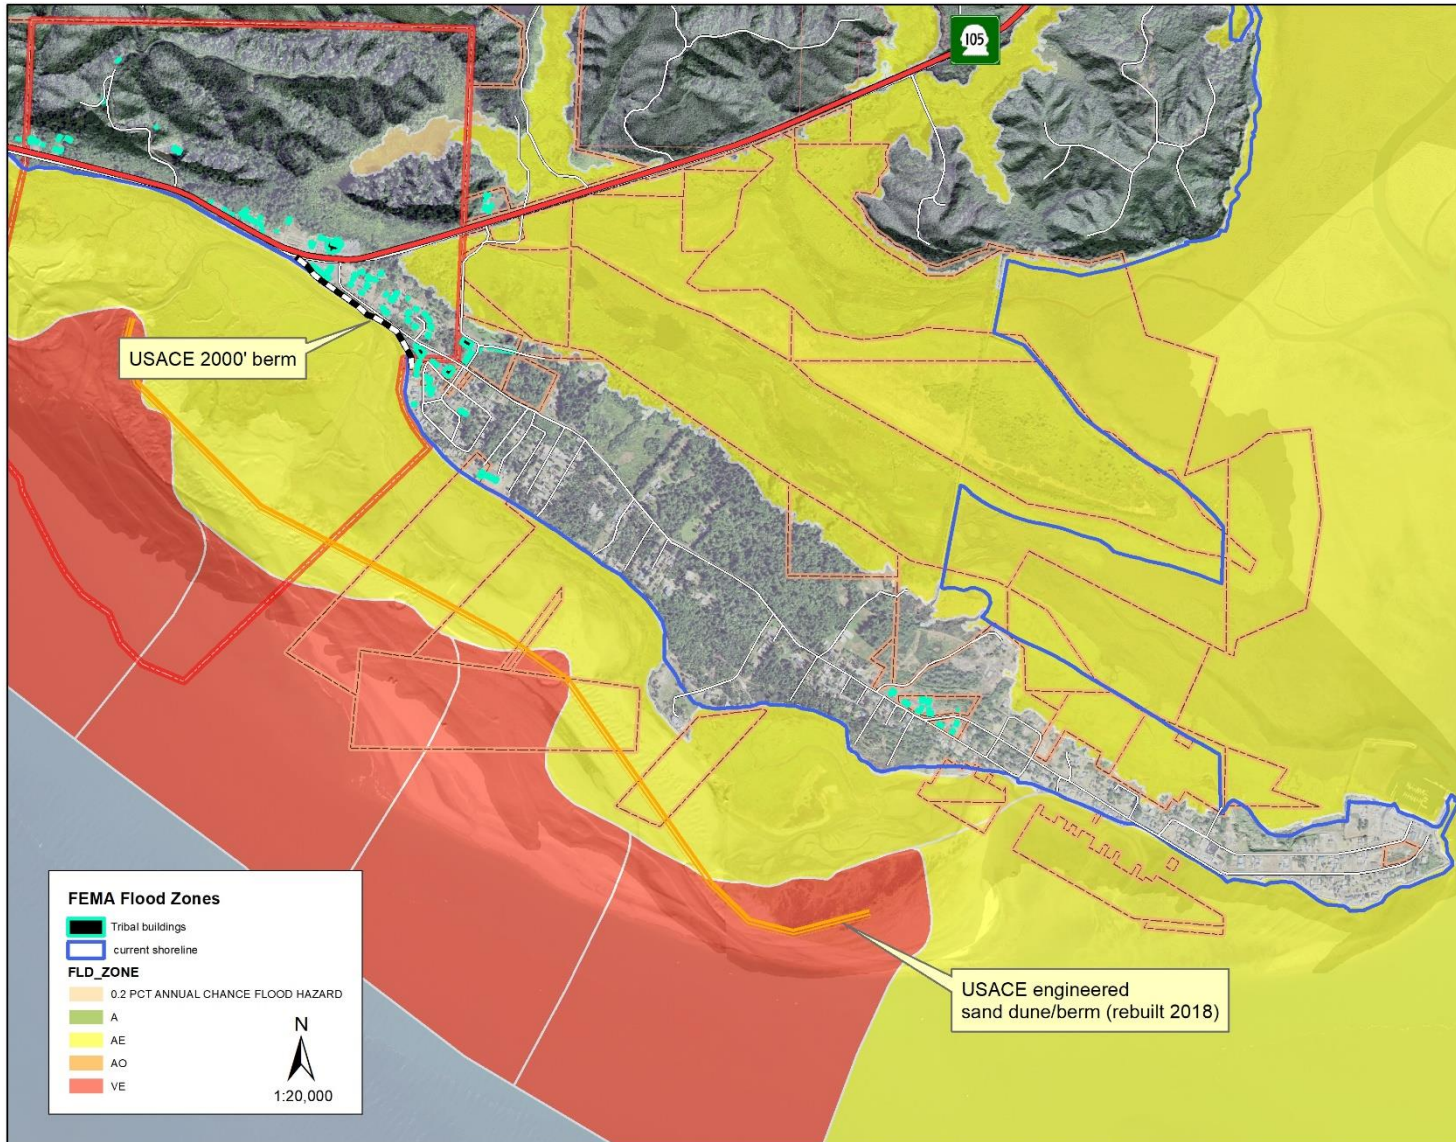 105
USACE 2000' berm
FEMA Flood Zones
Tribal buildings
current shoreline
FLD_ZONE
0.2 PCT ANNUAL CHANCE FLOOD HAZARD
A
AE
AO
VE
N
1:20,000
USACE engineered
sand dune/berm (rebuilt 2018)